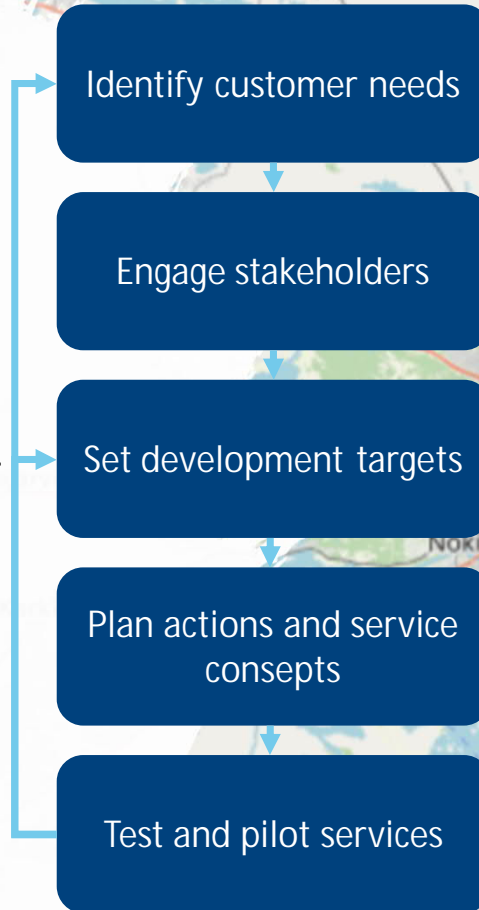 Identify customer needs
Engage stakeholders
Set development targets
Plan actions and service
consepts
Test and pilot services